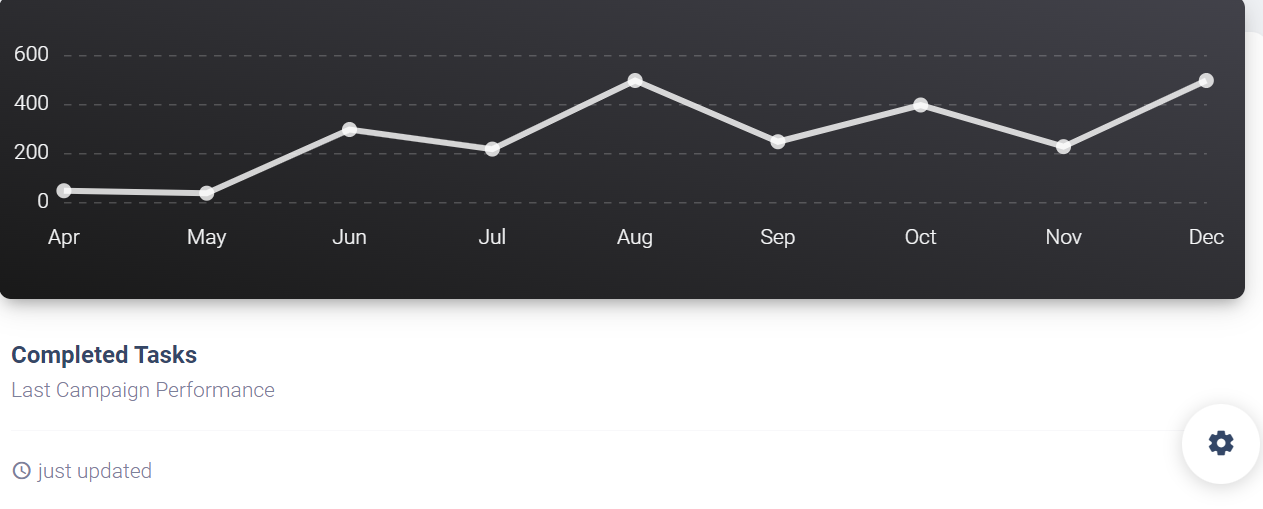 600
400
200
0
Apr May Jun Jul Aug Sep Oct Nov Dec
Completed Tasks
Last Campaign Performance
just updated